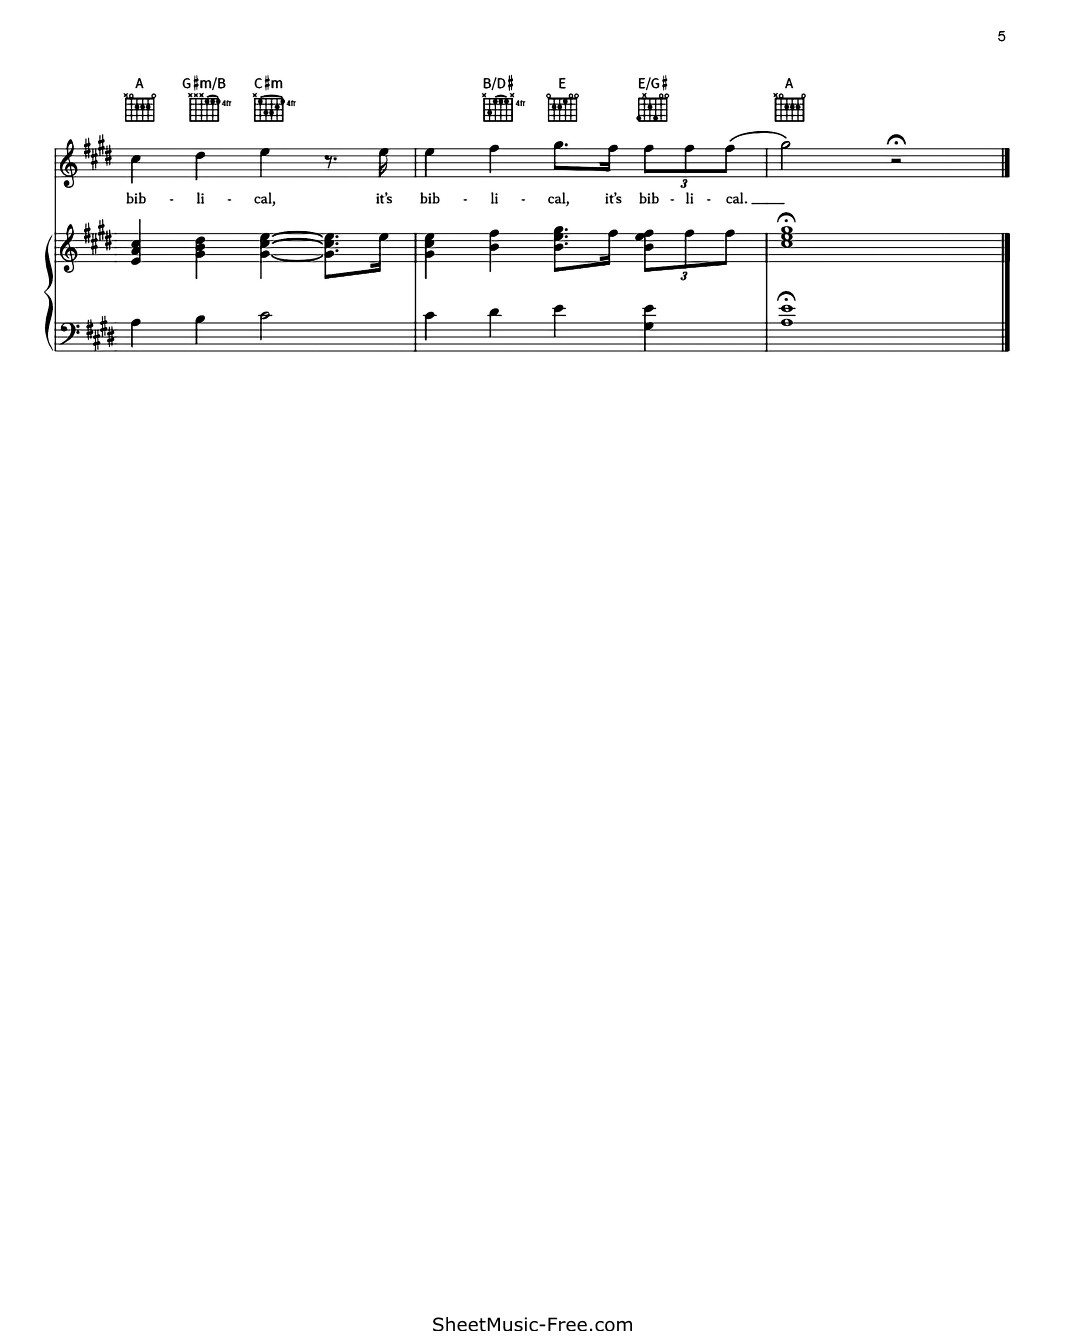 5
A G♯m/B C♯m B/D♯ E E/G♯ A
4fr 4fr 4fr
bib - li - cal, it's bib - li - cal, it's bib - li - cal.
3
3
SheetMusic-Free.com